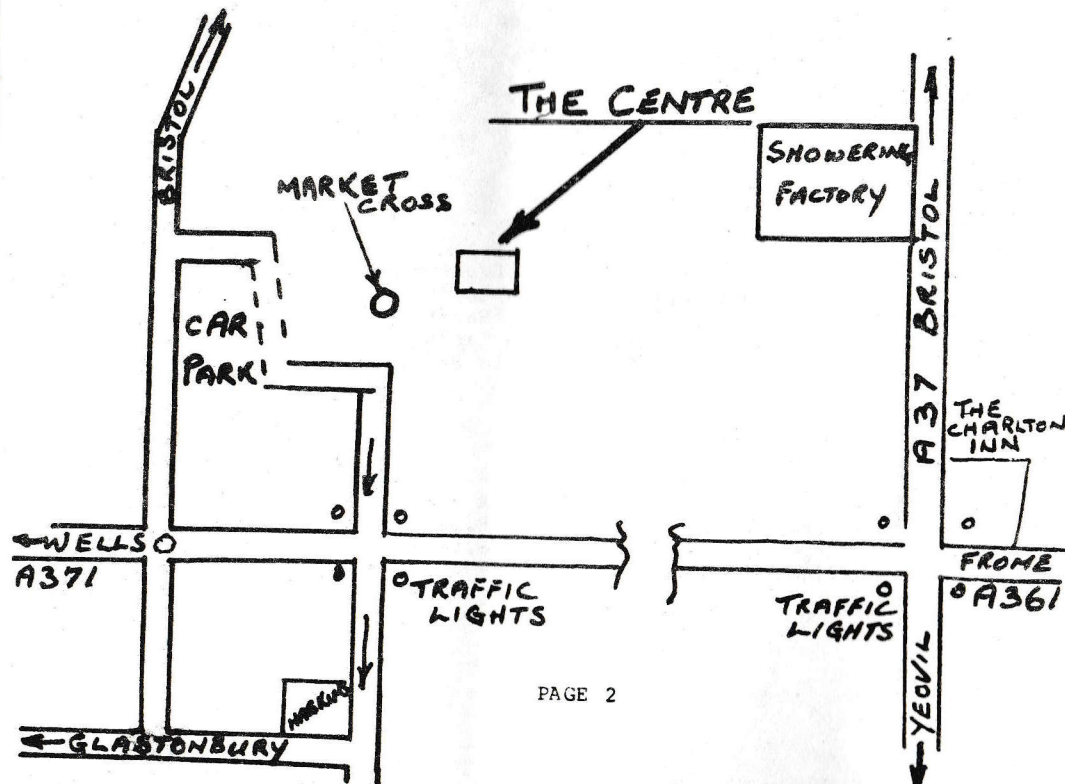 BRISTOL
THE CENTRE
SHOWERING
FACTORY
MARKET
CROSS
A37 BRISTOL
CAR
PARK
THE
CHARLTON
INN
WELLS
A371
FROME
A361
TRAFFIC
LIGHTS
TRAFFIC
LIGHTS
YEOVIL
PAGE 2
GLASTONBURY